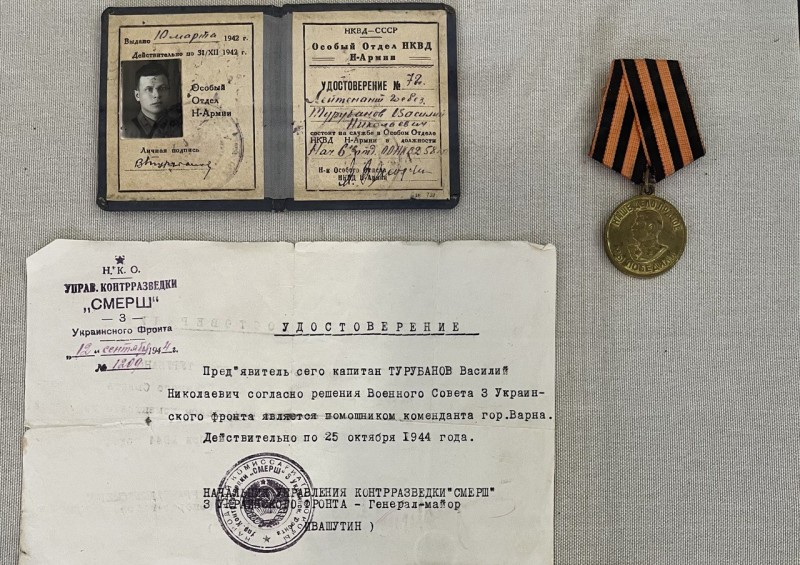 Выдано 10 марта 1942 г.
Действительно по 31/XII 1942 г.
Особый
Отдел
Н-Армии
Личная подпись
НКВД—СССР
Особый Отдел НКВД
Н-Армии
УДОСТОВЕРЕНИЕ № 72
Лейтенант
Турубанов Василий
Николаевич
состоит на службе в Особом Отделе
НКВД Н-Армии в должности
Н-к Особого Отдела
НКВД Н-Армии
НАШЕ ДЕЛО ПРАВОЕ
МЫ ПОБЕДИЛИ
Н.К.О.
УПРАВ. КОНТРРАЗВЕДКИ
„СМЕРШ"
— 3 —
Украинского Фронта
„12" сентября 1944 г.
№ 1200
УДОСТОВЕРЕНИЕ
Пред"явитель сего капитан ТУРУБАНОВ Василий
Николаевич согласно решения Военного Совета 3 Украин-
ского фронта является помошником коменданта гор.Варна.
Действительно по 25 октября 1944 года.
НАЧАЛЬНИК УПРАВЛЕНИЯ КОНТРРАЗВЕДКИ"СМЕРШ"
3 УКРАИНСКОГО ФРОНТА - Генерал-майор
ИВАШУТИН )